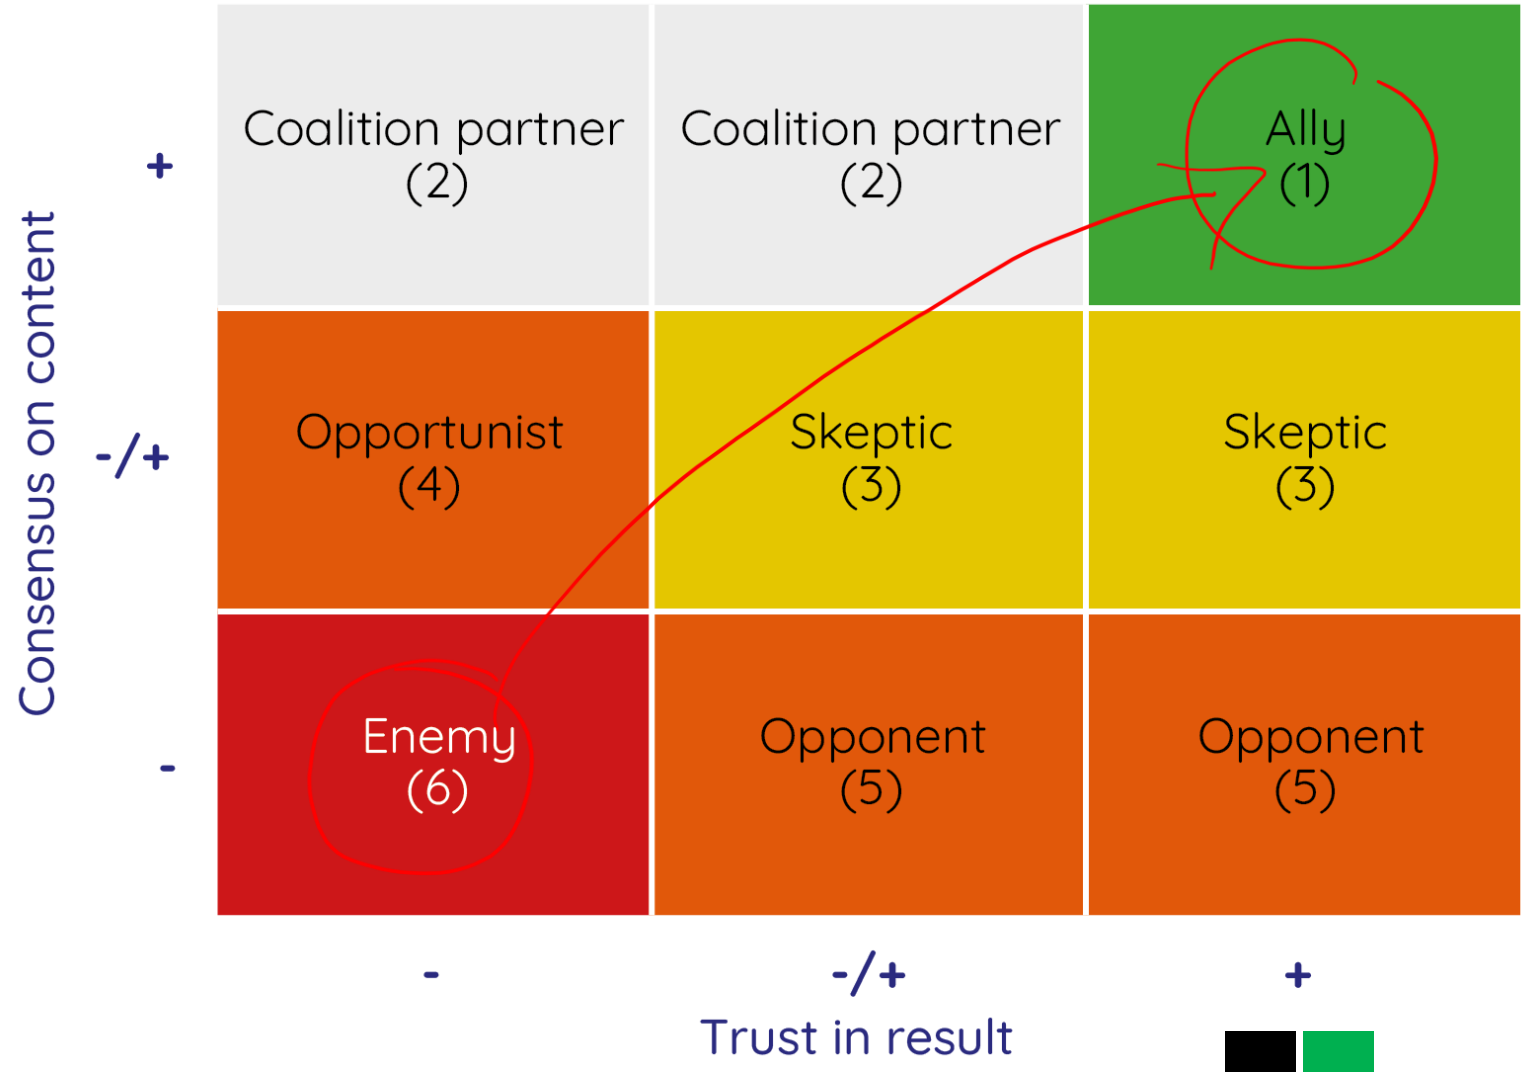 Consensus on content
+
Coalition partner
(2)
Coalition partner
(2)
Ally
(1)
-/+
Opportunist
(4)
Skeptic
(3)
Skeptic
(3)
-
Enemy
(6)
Opponent
(5)
Opponent
(5)
-
-/+
+
Trust in result